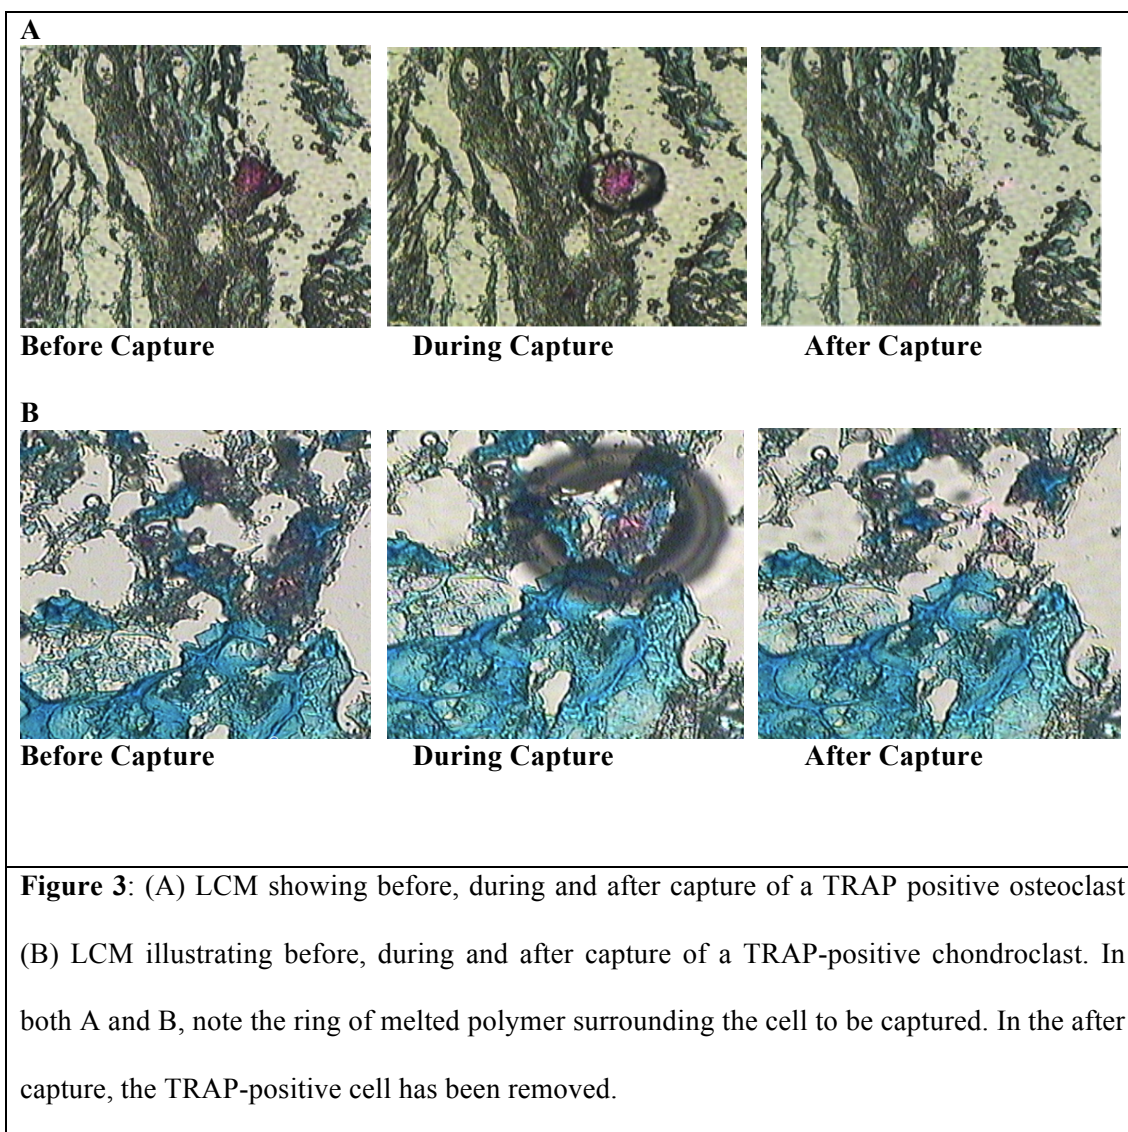 A
Before Capture During Capture After Capture
B
Before Capture During Capture After Capture
Figure 3: (A) LCM showing before, during and after capture of a TRAP positive osteoclast
(B) LCM illustrating before, during and after capture of a TRAP-positive chondroclast. In
both A and B, note the ring of melted polymer surrounding the cell to be captured. In the after
capture, the TRAP-positive cell has been removed.